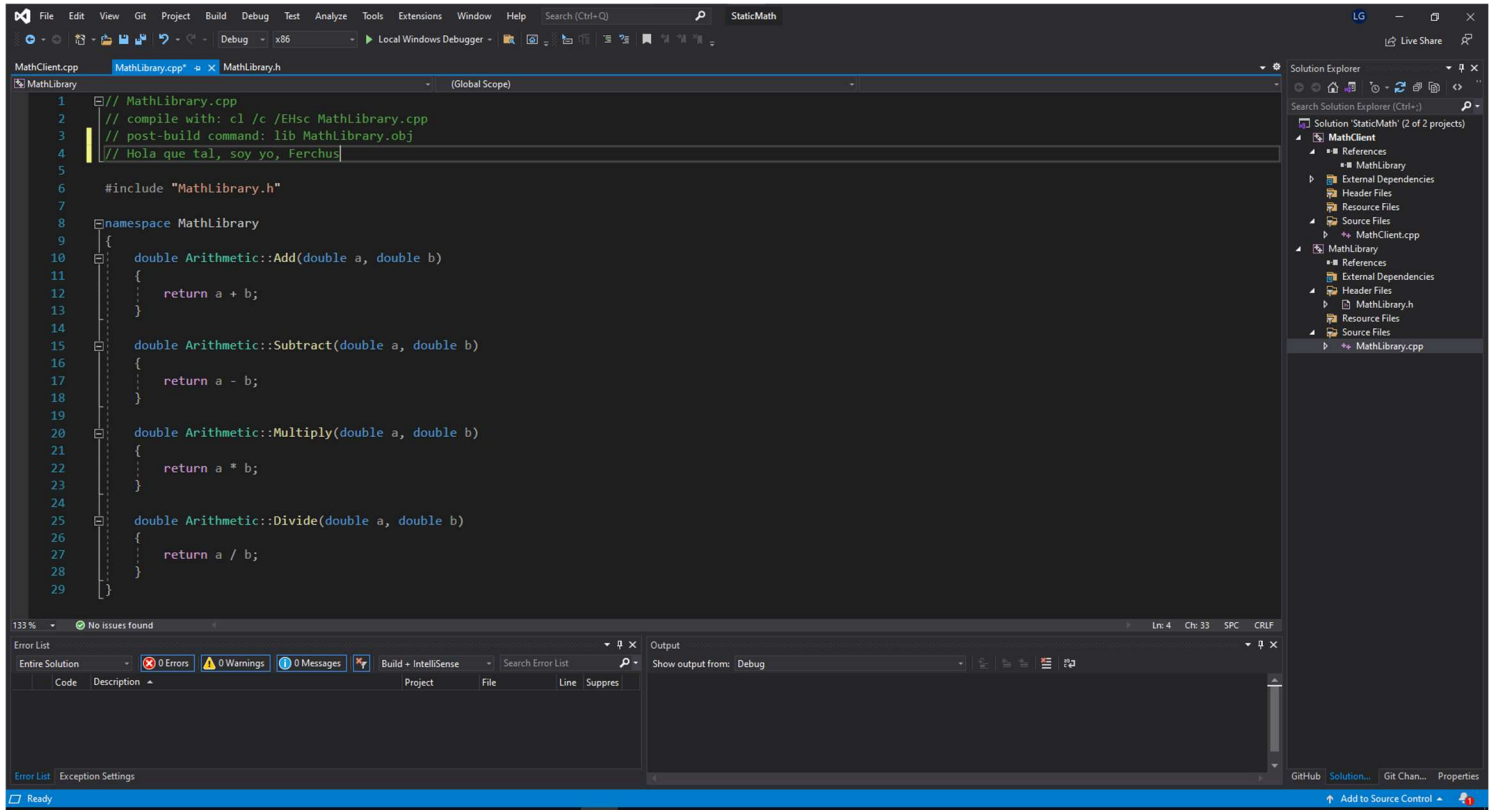 File Edit View Git Project Build Debug Test Analyze Tools Extensions Window Help Search (Ctrl+Q) StaticMath LG
Debug x86 Local Windows Debugger Live Share
MathClient.cpp MathLibrary.cpp* MathLibrary.h
MathLibrary (Global Scope)
1 // MathLibrary.cpp
2 // compile with: cl /c /EHsc MathLibrary.cpp
3 // post-build command: lib MathLibrary.obj
4 // Hola que tal, soy yo, Ferchus
5
6 #include "MathLibrary.h"
7
8 namespace MathLibrary
9 {
10 double Arithmetic::Add(double a, double b)
11 {
12 return a + b;
13 }
14
15 double Arithmetic::Subtract(double a, double b)
16 {
17 return a - b;
18 }
19
20 double Arithmetic::Multiply(double a, double b)
21 {
22 return a * b;
23 }
24
25 double Arithmetic::Divide(double a, double b)
26 {
27 return a / b;
28 }
29 }
133 % No issues found Ln: 4 Ch: 33 SPC CRLF
Error List
Entire Solution 0 Errors 0 Warnings 0 Messages Build + IntelliSense Search Error List
Code Description Project File Line Suppres
Error List Exception Settings
Output
Show output from: Debug
Solution Explorer
Search Solution Explorer (Ctrl+;)
Solution 'StaticMath' (2 of 2 projects)
MathClient
References
MathLibrary
External Dependencies
Header Files
Resource Files
Source Files
MathClient.cpp
MathLibrary
References
External Dependencies
Header Files
MathLibrary.h
Resource Files
Source Files
MathLibrary.cpp
GitHub Solution... Git Chan... Properties
Ready Add to Source Control 1